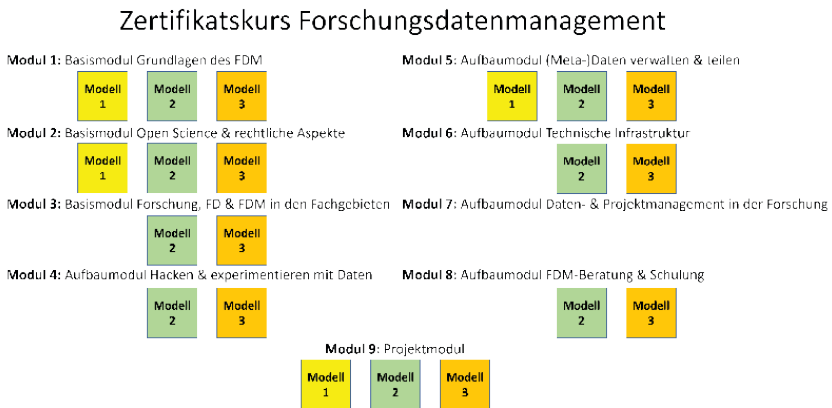 Zertifikatskurs Forschungsdatenmanagement
Modul 1: Basismodul Grundlagen des FDM
Modell 1
Modell 2
Modell 3
Modul 2: Basismodul Open Science & rechtliche Aspekte
Modell 1
Modell 2
Modell 3
Modul 3: Basismodul Forschung, FD & FDM in den Fachgebieten
Modell 2
Modell 3
Modul 4: Aufbaumodul Hacken & experimentieren mit Daten
Modell 2
Modell 3
Modul 5: Aufbaumodul (Meta-)Daten verwalten & teilen
Modell 1
Modell 2
Modell 3
Modul 6: Aufbaumodul Technische Infrastruktur
Modell 2
Modell 3
Modul 7: Aufbaumodul Daten- & Projektmanagement in der Forschung
Modul 8: Aufbaumodul FDM-Beratung & Schulung
Modell 2
Modell 3
Modul 9: Projektmodul
Modell 1
Modell 2
Modell 3